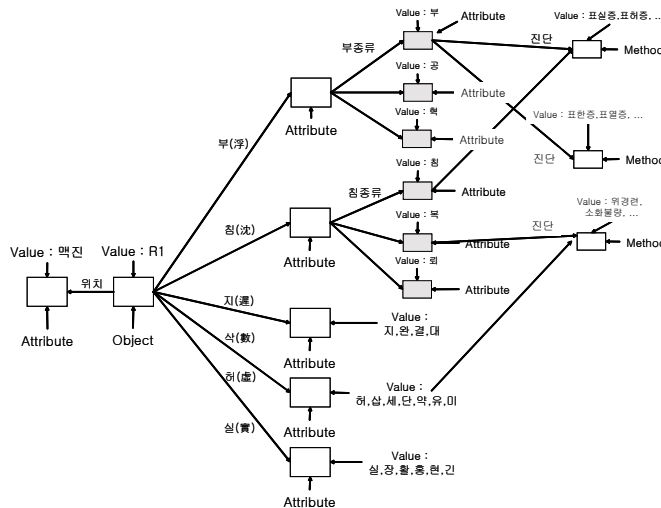 Value : 부
Attribute
Value : 표실증,표허증, ...
부종류
진단
Method
Value : 공
Attribute
Attribute
Value : 혁
Attribute
Value : 표한증,표열증, ...
부(浮)
진단
Method
Value : 침
침종류
Attribute
Value : 위경련,
소화불량, ...
Value : 복
침(沈)
진단
Attribute
Method
Attribute
Value : 뢰
Value : 맥진
Value : R1
위치
Attribute
지(遲)
Value :
지,완,결,대
Attribute
Object
삭(數)
Attribute
허(虛)
Value :
허,삽,세,단,약,유,미
실(實)
Attribute
Value :
실,장,활,홍,현,긴
Attribute